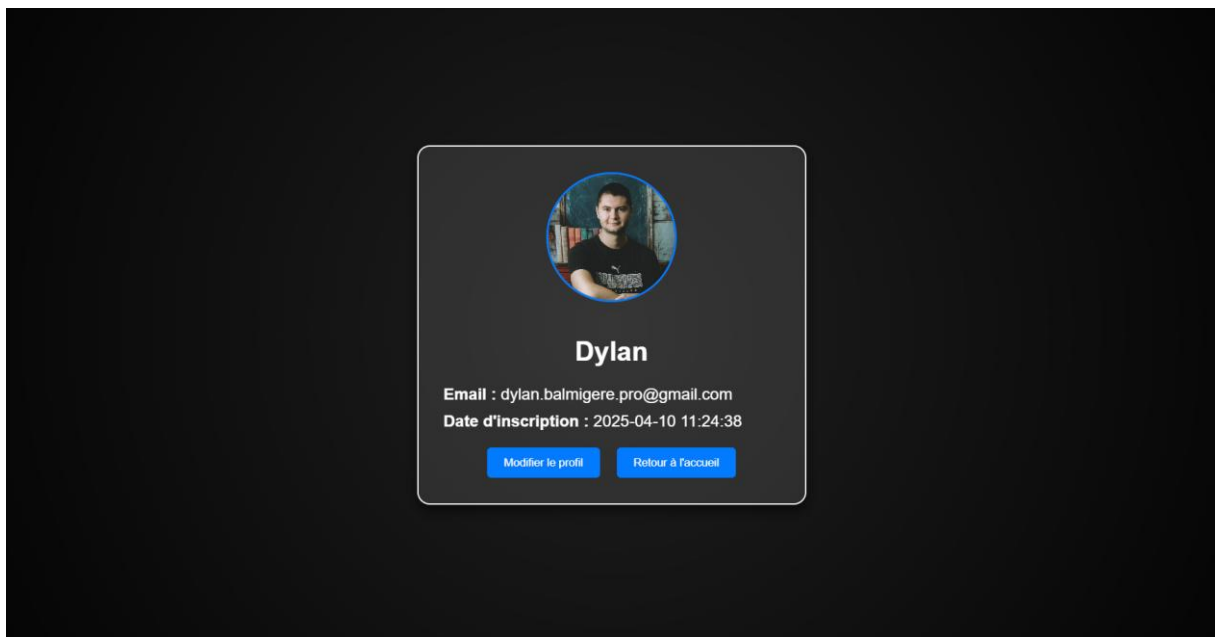 Dylan
Email : dylan.balmigere.pro@gmail.com
Date d'inscription : 2025-04-10 11:24:38
Modifier le profil Retour à l'accueil